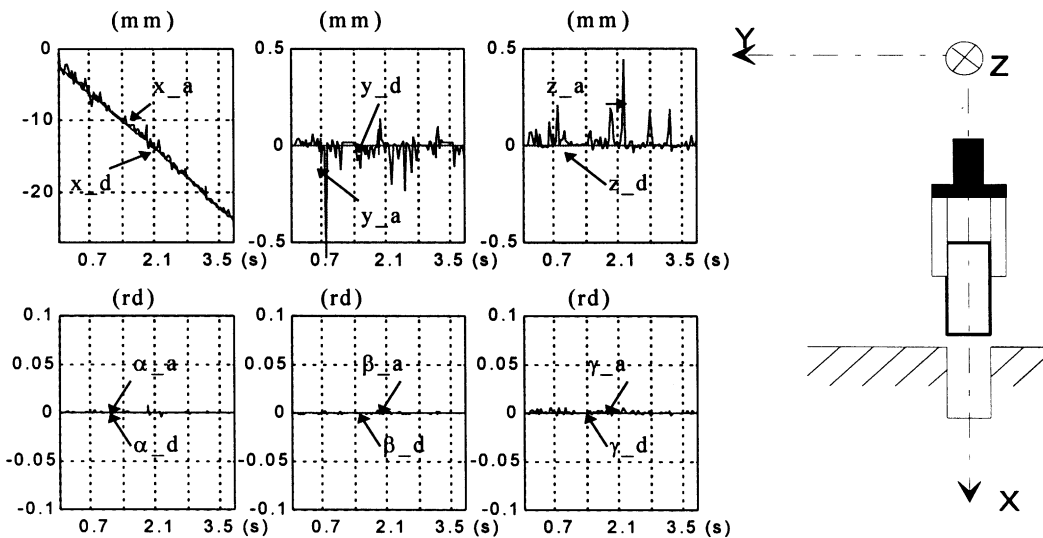 (mm) (mm) (mm)
0 0.5 0.5
x_a y_d z_a
-10 0 0
x_d y_a z_d
-20
-0.5 -0.5
0.7 2.1 3.5 (s) 0.7 2.1 3.5 (s) 0.7 2.1 3.5 (s)
(rd) (rd) (rd)
0.1 0.1 0.1
0.05 0.05 0.05
α_a β_a γ_a
0 0 0
α_d β_d γ_d
-0.05 -0.05 -0.05
-0.1 -0.1 -0.1
0.7 2.1 3.5 (s) 0.7 2.1 3.5 (s) 0.7 2.1 3.5 (s)
Y Z
X